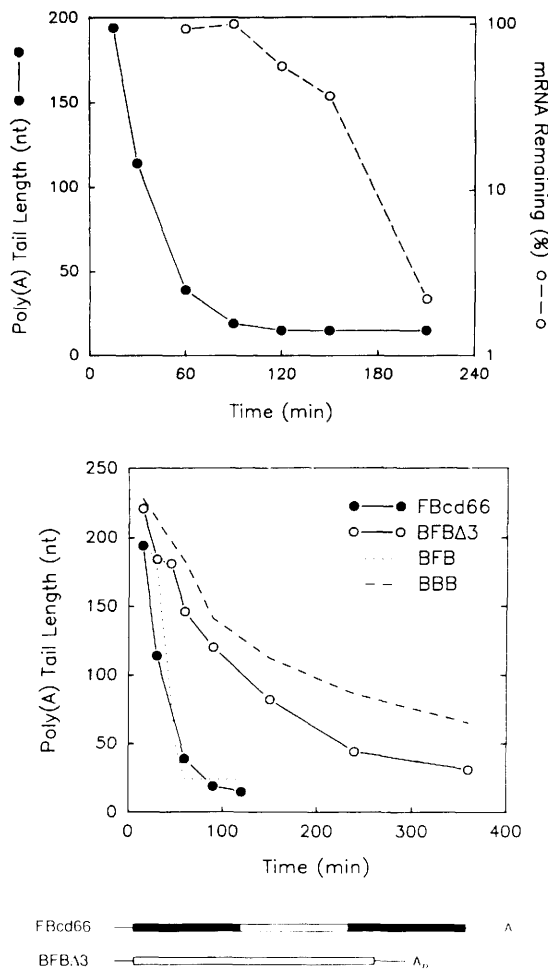 Poly(A) Tail Length (nt)
200
150
100
50
0
100
10
1
mRNA Remaining (%)
0 60 120 180 240
Time (min)
Poly(A) Tail Length (nt)
250
200
150
100
50
0
FBcd66
BFBΔ3
BFB
BBB
0 100 200 300 400
Time (min)
FBcd66 A
BFBΔ3 An